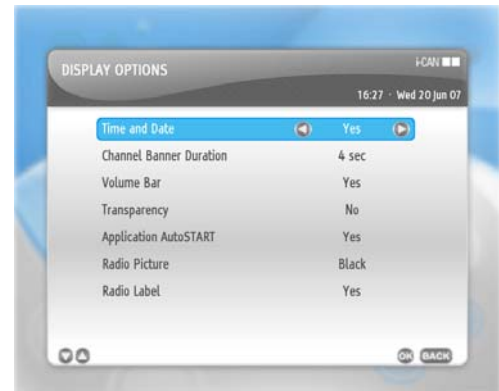 i-CAN
DISPLAY OPTIONS
16:27 · Wed 20 Jun 07
Time and Date Yes
Channel Banner Duration 4 sec
Volume Bar Yes
Transparency No
Application AutoSTART Yes
Radio Picture Black
Radio Label Yes
OK BACK